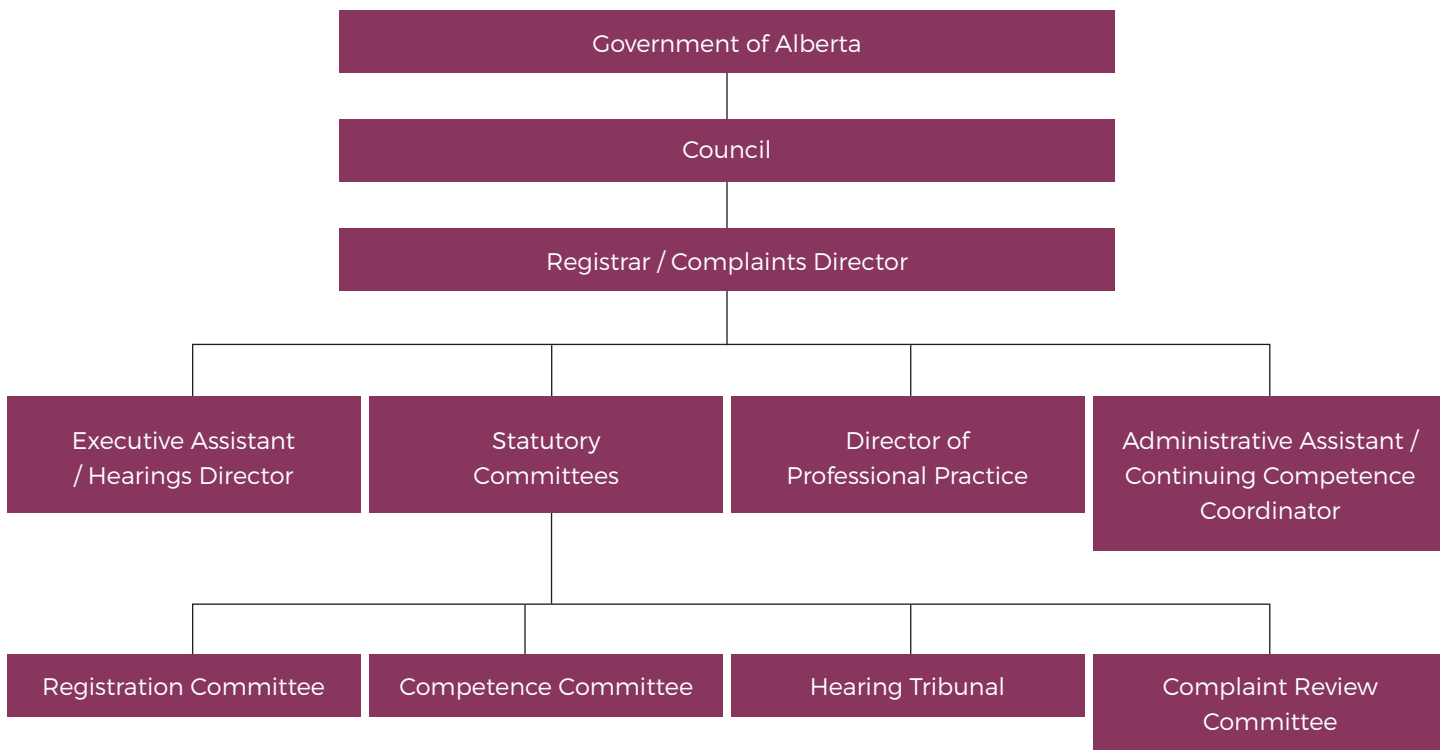 Government of Alberta
Council
Registrar / Complaints Director
Executive Assistant
/ Hearings Director
Statutory
Committees
Director of
Professional Practice
Administrative Assistant /
Continuing Competence
Coordinator
Registration Committee
Competence Committee
Hearing Tribunal
Complaint Review
Committee